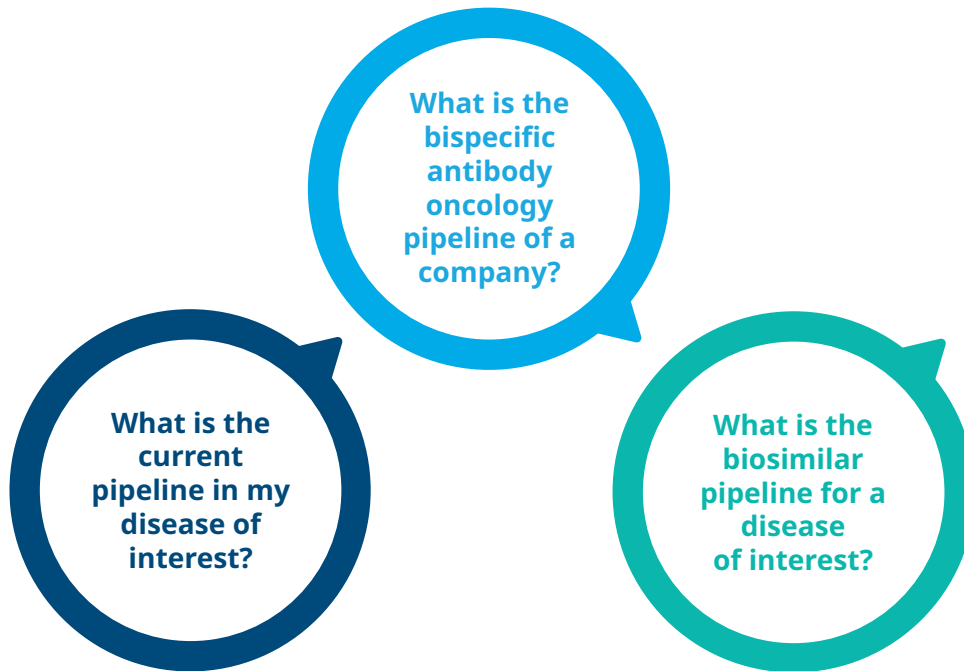 What is the
bispecific
antibody
oncology
pipeline of a
company?
What is the
current
pipeline in my
disease of
interest?
What is the
biosimilar
pipeline for a
disease
of interest?